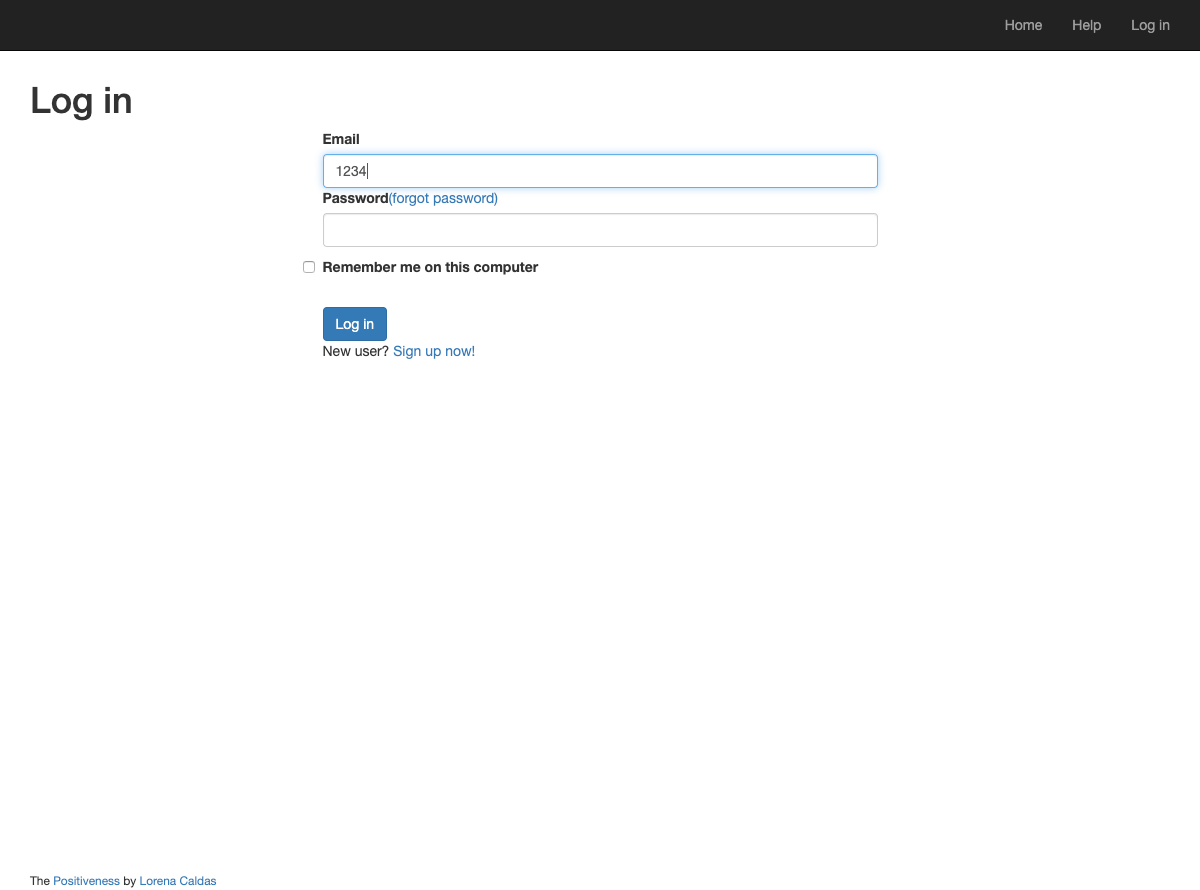 Home Help Log in
Log in
Email
1234
Password(forgot password)
Remember me on this computer
Log in
New user? Sign up now!
The Positiveness by Lorena Caldas